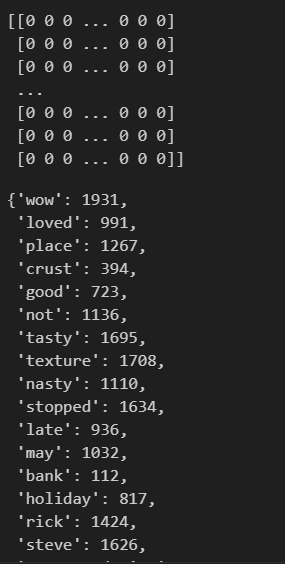 [[0 0 0 ... 0 0 0]
[0 0 0 ... 0 0 0]
[0 0 0 ... 0 0 0]
...
[0 0 0 ... 0 0 0]
[0 0 0 ... 0 0 0]
[0 0 0 ... 0 0 0]]
{'wow': 1931,
'loved': 991,
'place': 1267,
'crust': 394,
'good': 723,
'not': 1136,
'tasty': 1695,
'texture': 1708,
'nasty': 1110,
'stopped': 1634,
'late': 936,
'may': 1032,
'bank': 112,
'holiday': 817,
'rick': 1424,
'steve': 1626,